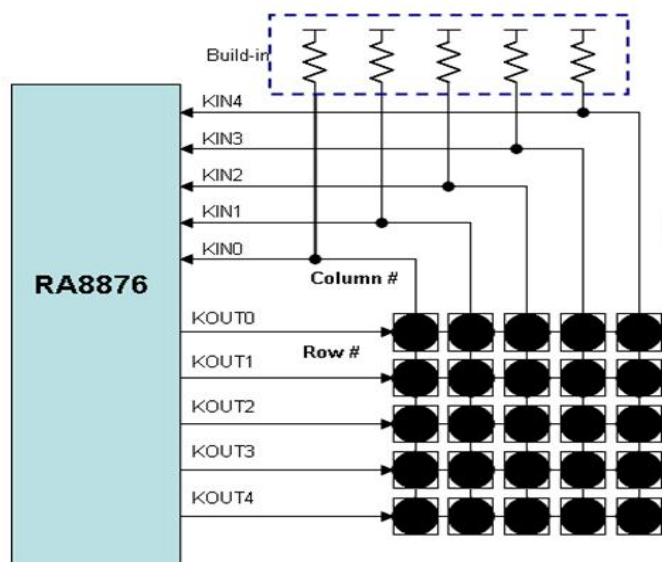 Build-in
KIN4
KIN3
KIN2
KIN1
KIN0
Column #
RA8876
KOUT0
Row #
KOUT1
KOUT2
KOUT3
KOUT4